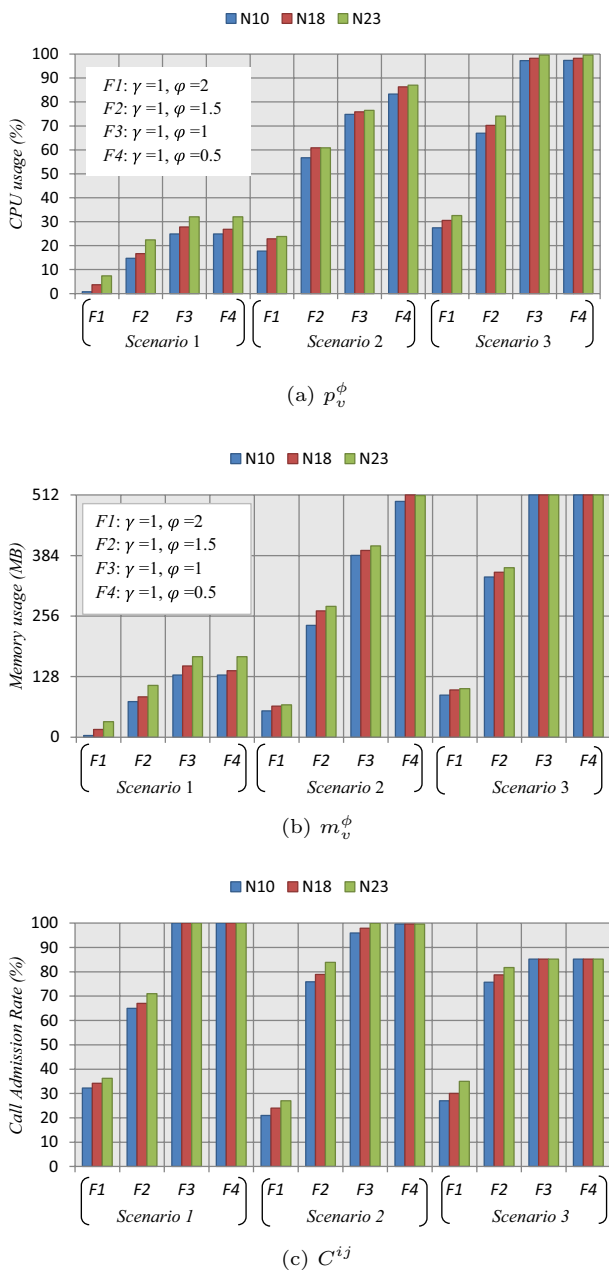 N10 N18 N23
CPU usage (%)
100
90
80
70
60
50
40
30
20
10
0
F1: γ =1, φ =2
F2: γ =1, φ =1.5
F3: γ =1, φ =1
F4: γ =1, φ =0.5
F1 F2 F3 F4 F1 F2 F3 F4 F1 F2 F3 F4
Scenario 1 Scenario 2 Scenario 3
(a) p_v^ϕ
N10 N18 N23
Memory usage (MB)
512
384
256
128
0
F1: γ =1, φ =2
F2: γ =1, φ =1.5
F3: γ =1, φ =1
F4: γ =1, φ =0.5
F1 F2 F3 F4 F1 F2 F3 F4 F1 F2 F3 F4
Scenario 1 Scenario 2 Scenario 3
(b) m_v^ϕ
N10 N18 N23
Call Admission Rate (%)
100
90
80
70
60
50
40
30
20
10
0
F1 F2 F3 F4 F1 F2 F3 F4 F1 F2 F3 F4
Scenario 1 Scenario 2 Scenario 3
(c) C^{ij}